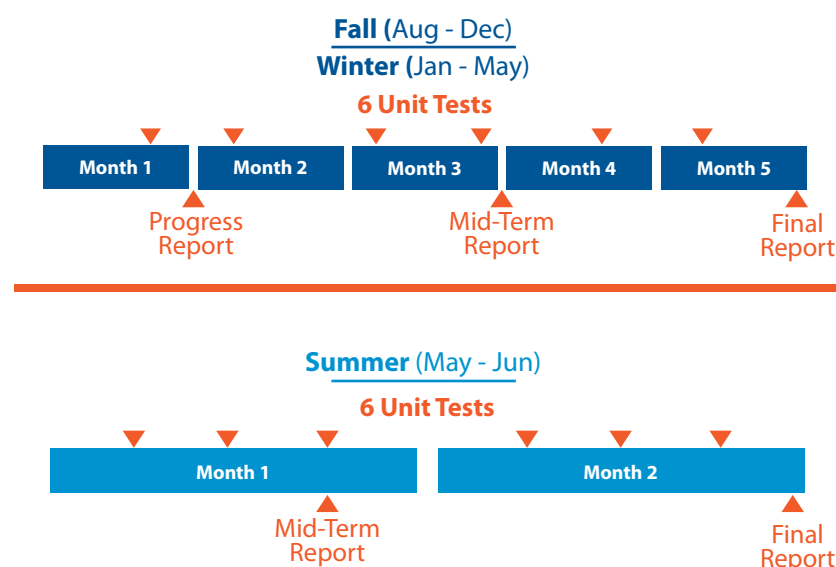 Fall (Aug - Dec)
Winter (Jan - May)
6 Unit Tests
Month 1
Month 2
Month 3
Month 4
Month 5
Progress
Report
Mid-Term
Report
Final
Report
Summer (May - Jun)
6 Unit Tests
Month 1
Month 2
Mid-Term
Report
Final
Report